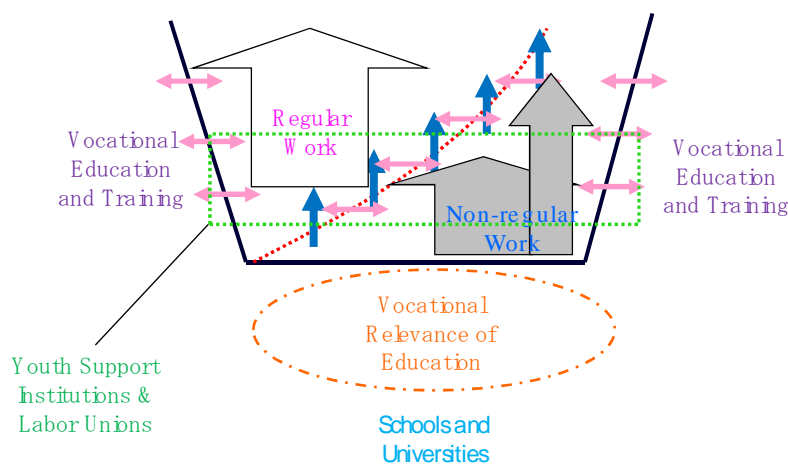 Regular
Work
Vocational
Education
and Training
Vocational
Education
and Training
Non-regular
Work
Vocational
Relevance of
Education
Youth Support
Institutions &
Labor Unions
Schools and
Universities